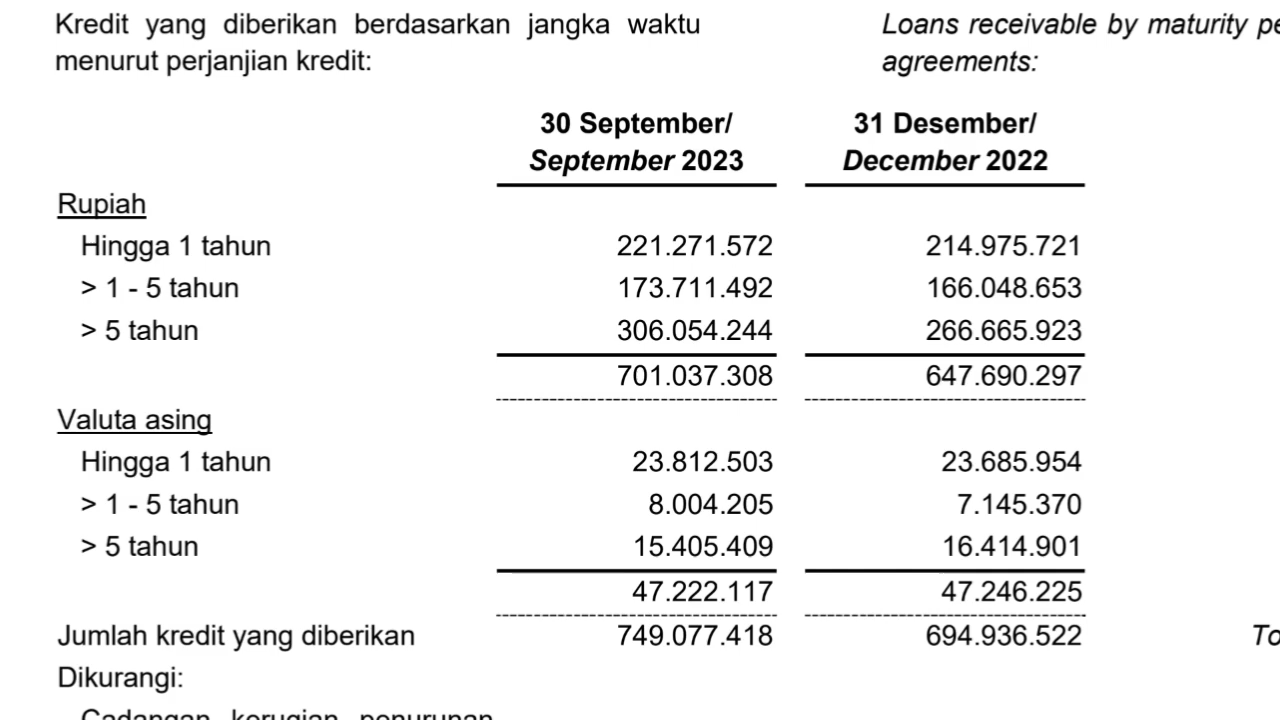 Kredit yang diberikan berdasarkan jangka waktu
menurut perjanjian kredit:
Loans receivable by maturity
agreements:
30 September/ 31 Desember/
September 2023 December 2022
Rupiah
Hingga 1 tahun 221.271.572 214.975.721
> 1 - 5 tahun 173.711.492 166.048.653
> 5 tahun 306.054.244 266.665.923
701.037.308 647.690.297
Valuta asing
Hingga 1 tahun 23.812.503 23.685.954
> 1 - 5 tahun 8.004.205 7.145.370
> 5 tahun 15.405.409 16.414.901
47.222.117 47.246.225
Jumlah kredit yang diberikan 749.077.418 694.936.522
Dikurangi:
Cadangan kerugian penurunan